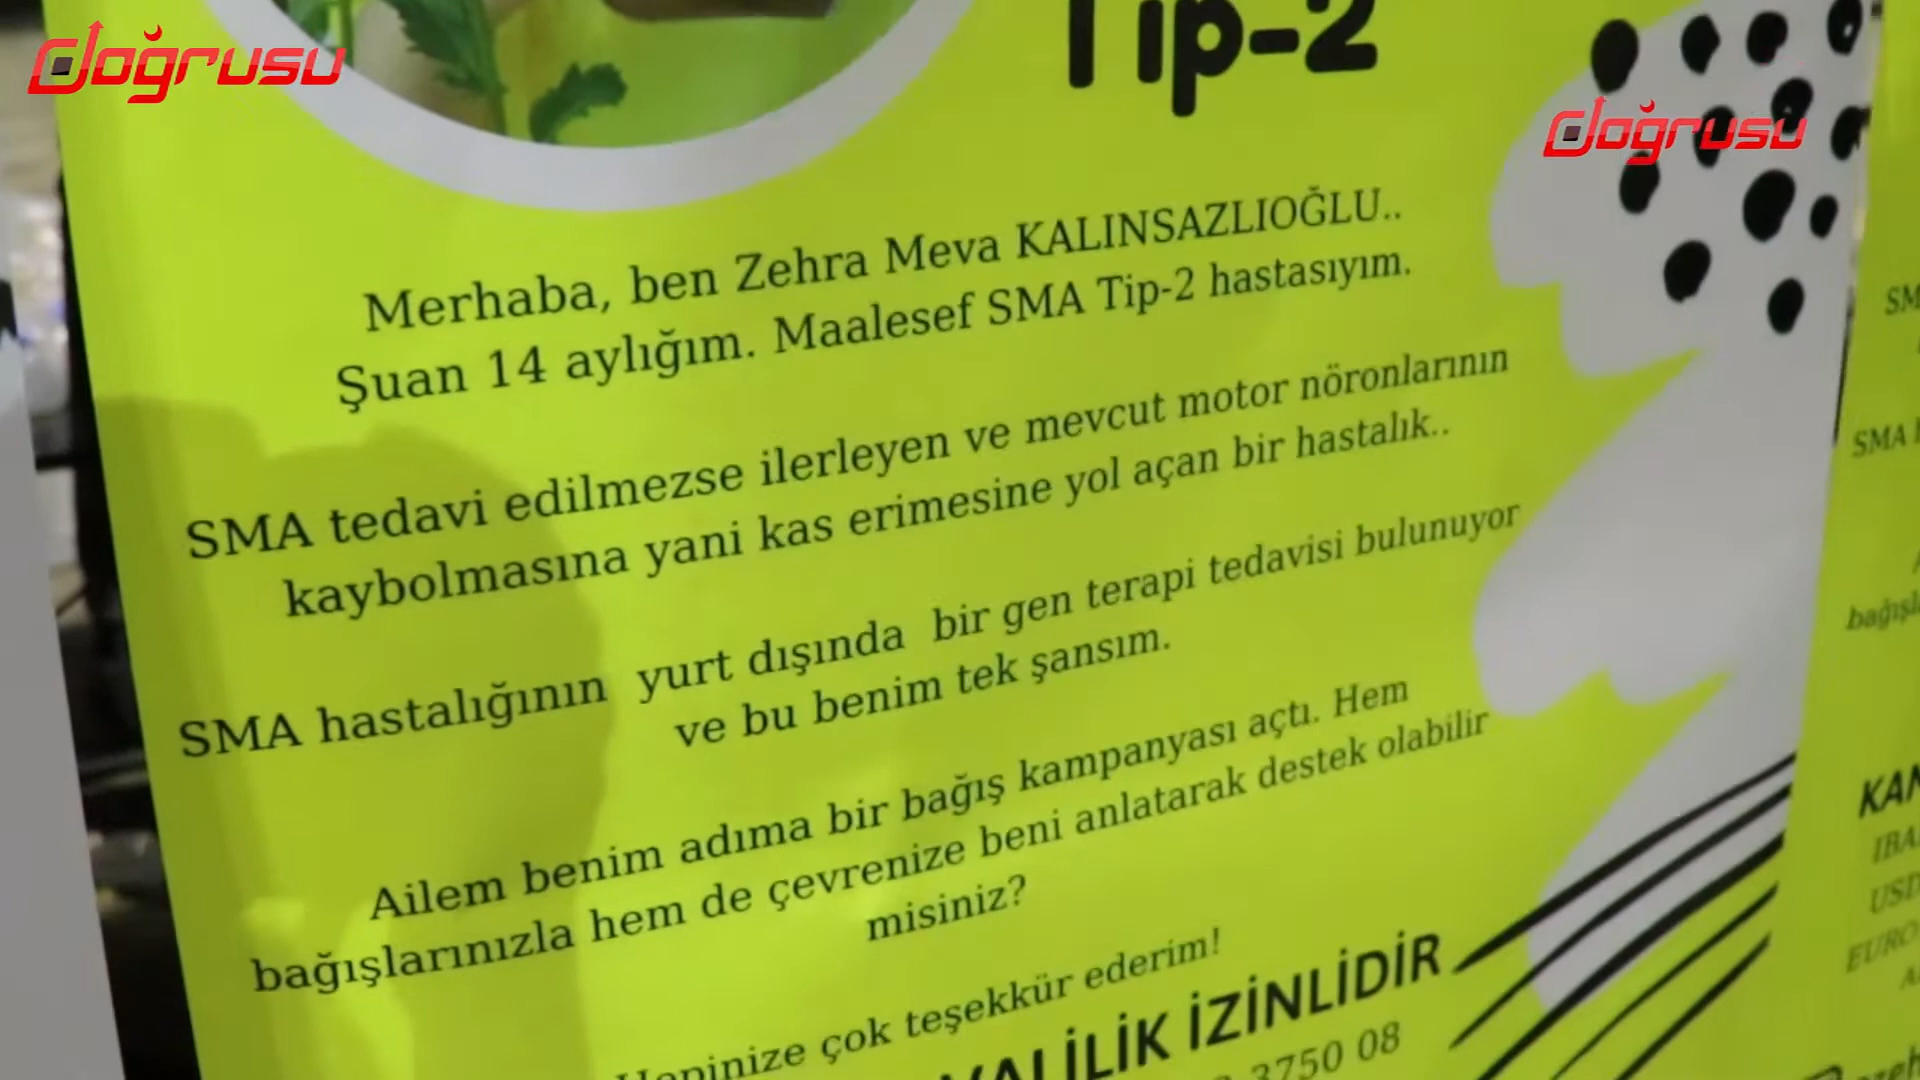 doğrusu
Tip-2
doğrusu
Merhaba, ben Zehra Meva KALINSAZLIOĞLU..
Şuan 14 aylığım. Maalesef SMA Tip-2 hastasıyım.
SMA tedavi edilmezse ilerleyen ve mevcut motor nöronlarının
kaybolmasına yani kas erimesine yol açan bir hastalık..
SMA hastalığının yurt dışında bir gen terapi tedavisi bulunuyor
ve bu benim tek şansım.
Ailem benim adıma bir bağış kampanyası açtı. Hem
bağışlarınızla hem de çevrenize beni anlatarak destek olabilir
misiniz?
Hepinize çok teşekkür ederim!
VALİLİK İZİNLİDİR
3750 08
SMA
USD
EURO